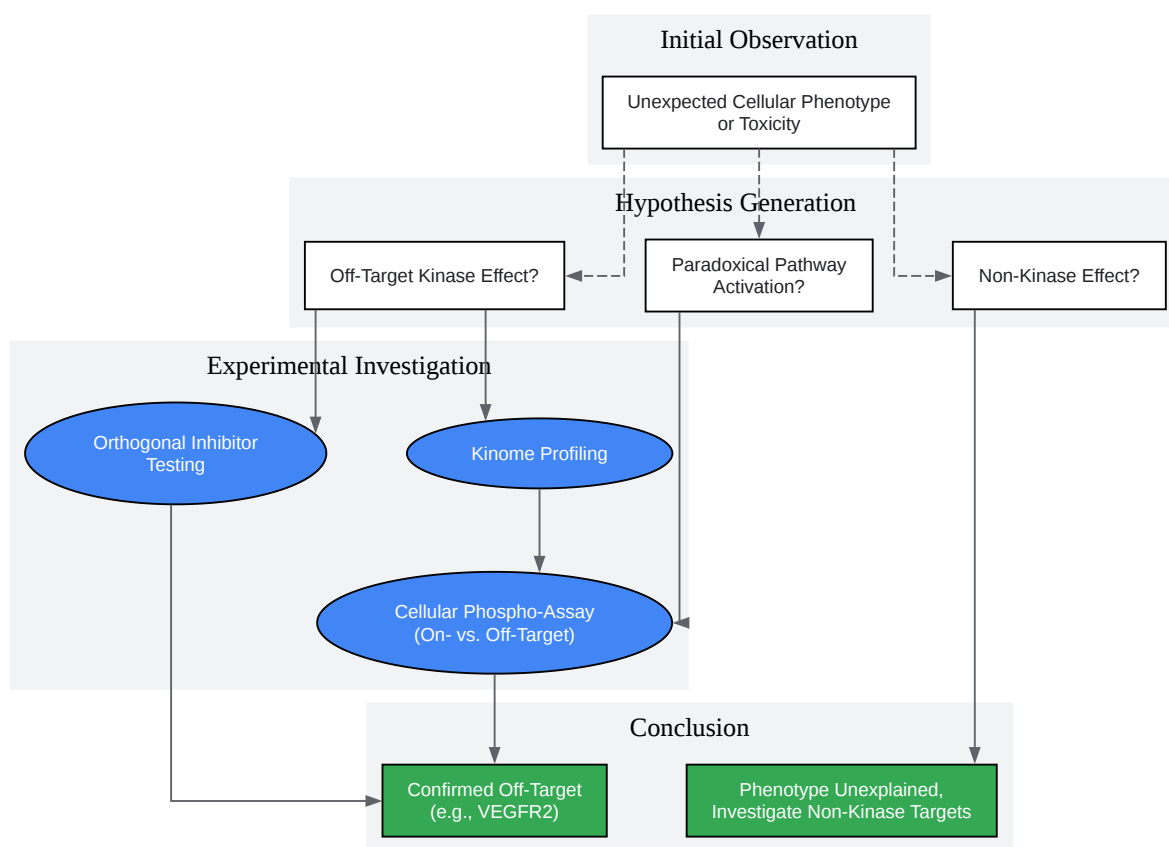 Initial Observation
Unexpected Cellular Phenotype
or Toxicity
Hypothesis Generation
Off-Target Kinase Effect?
Paradoxical Pathway
Activation?
Non-Kinase Effect?
Experimental Investigation
Orthogonal Inhibitor
Testing
Kinome Profiling
Cellular Phospho-Assay
(On- vs. Off-Target)
Conclusion
Confirmed Off-Target
(e.g., VEGFR2)
Phenotype Unexplained,
Investigate Non-Kinase Targets